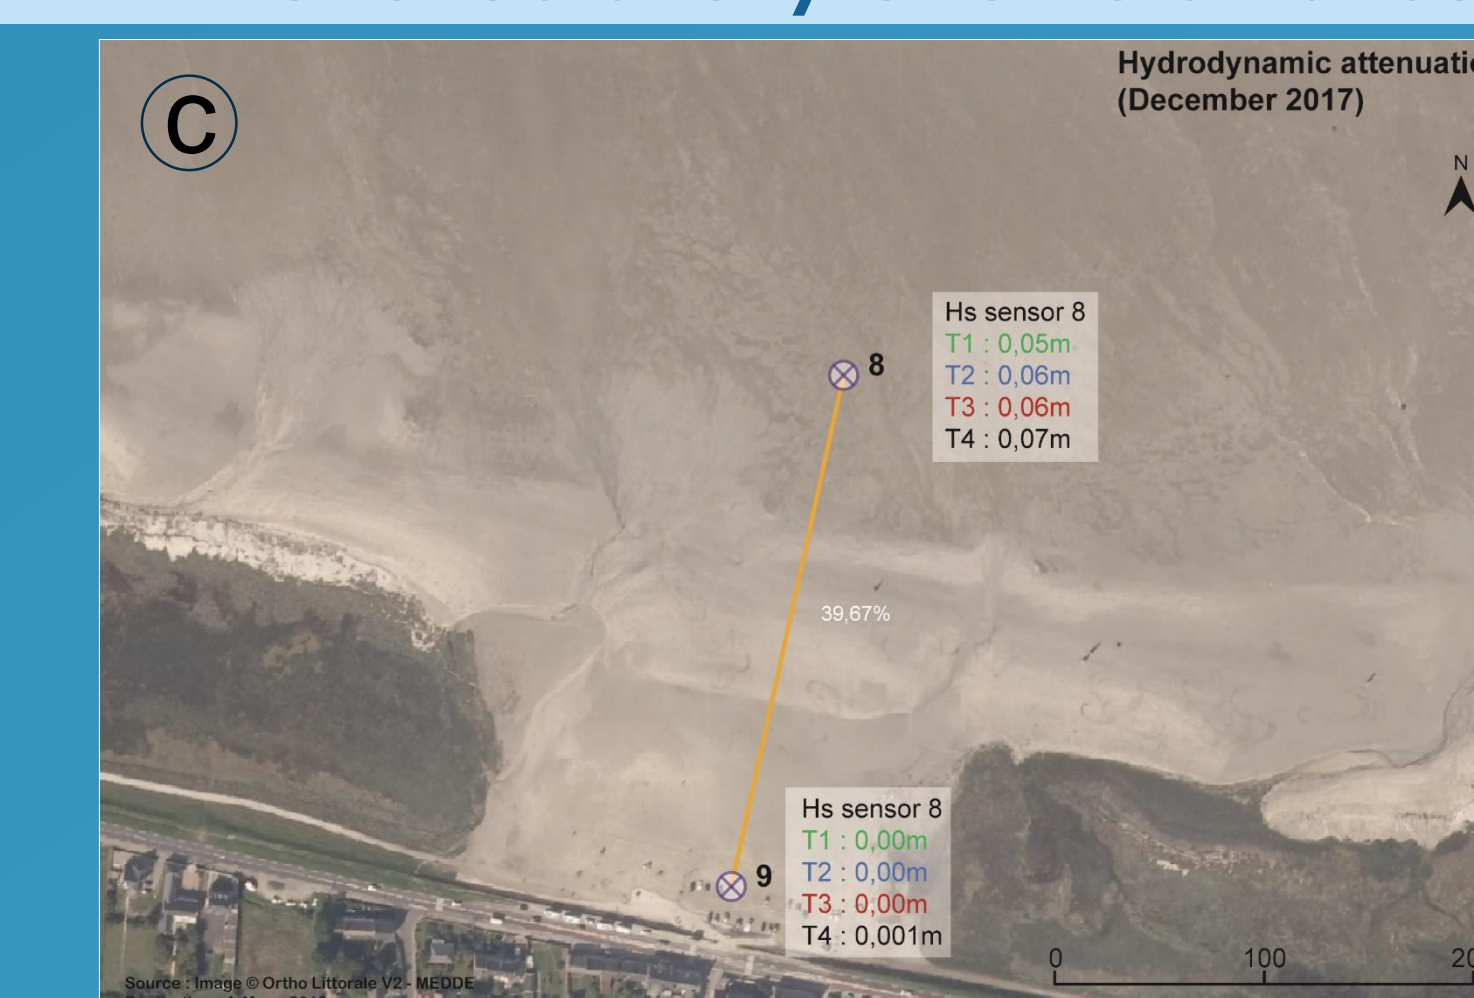 C
Hydrodynamic
(December 2017)
N
Hs sensor 8
T1 : 0,05m
T2 : 0,06m
T3 : 0,06m
T4 : 0,07m
8
39,67%
Hs sensor 8
T1 : 0,00m
T2 : 0,00m
T3 : 0,00m
T4 : 0,001m
9
0 100
Source : Image © Ortho Littorale V2 - MEDDE